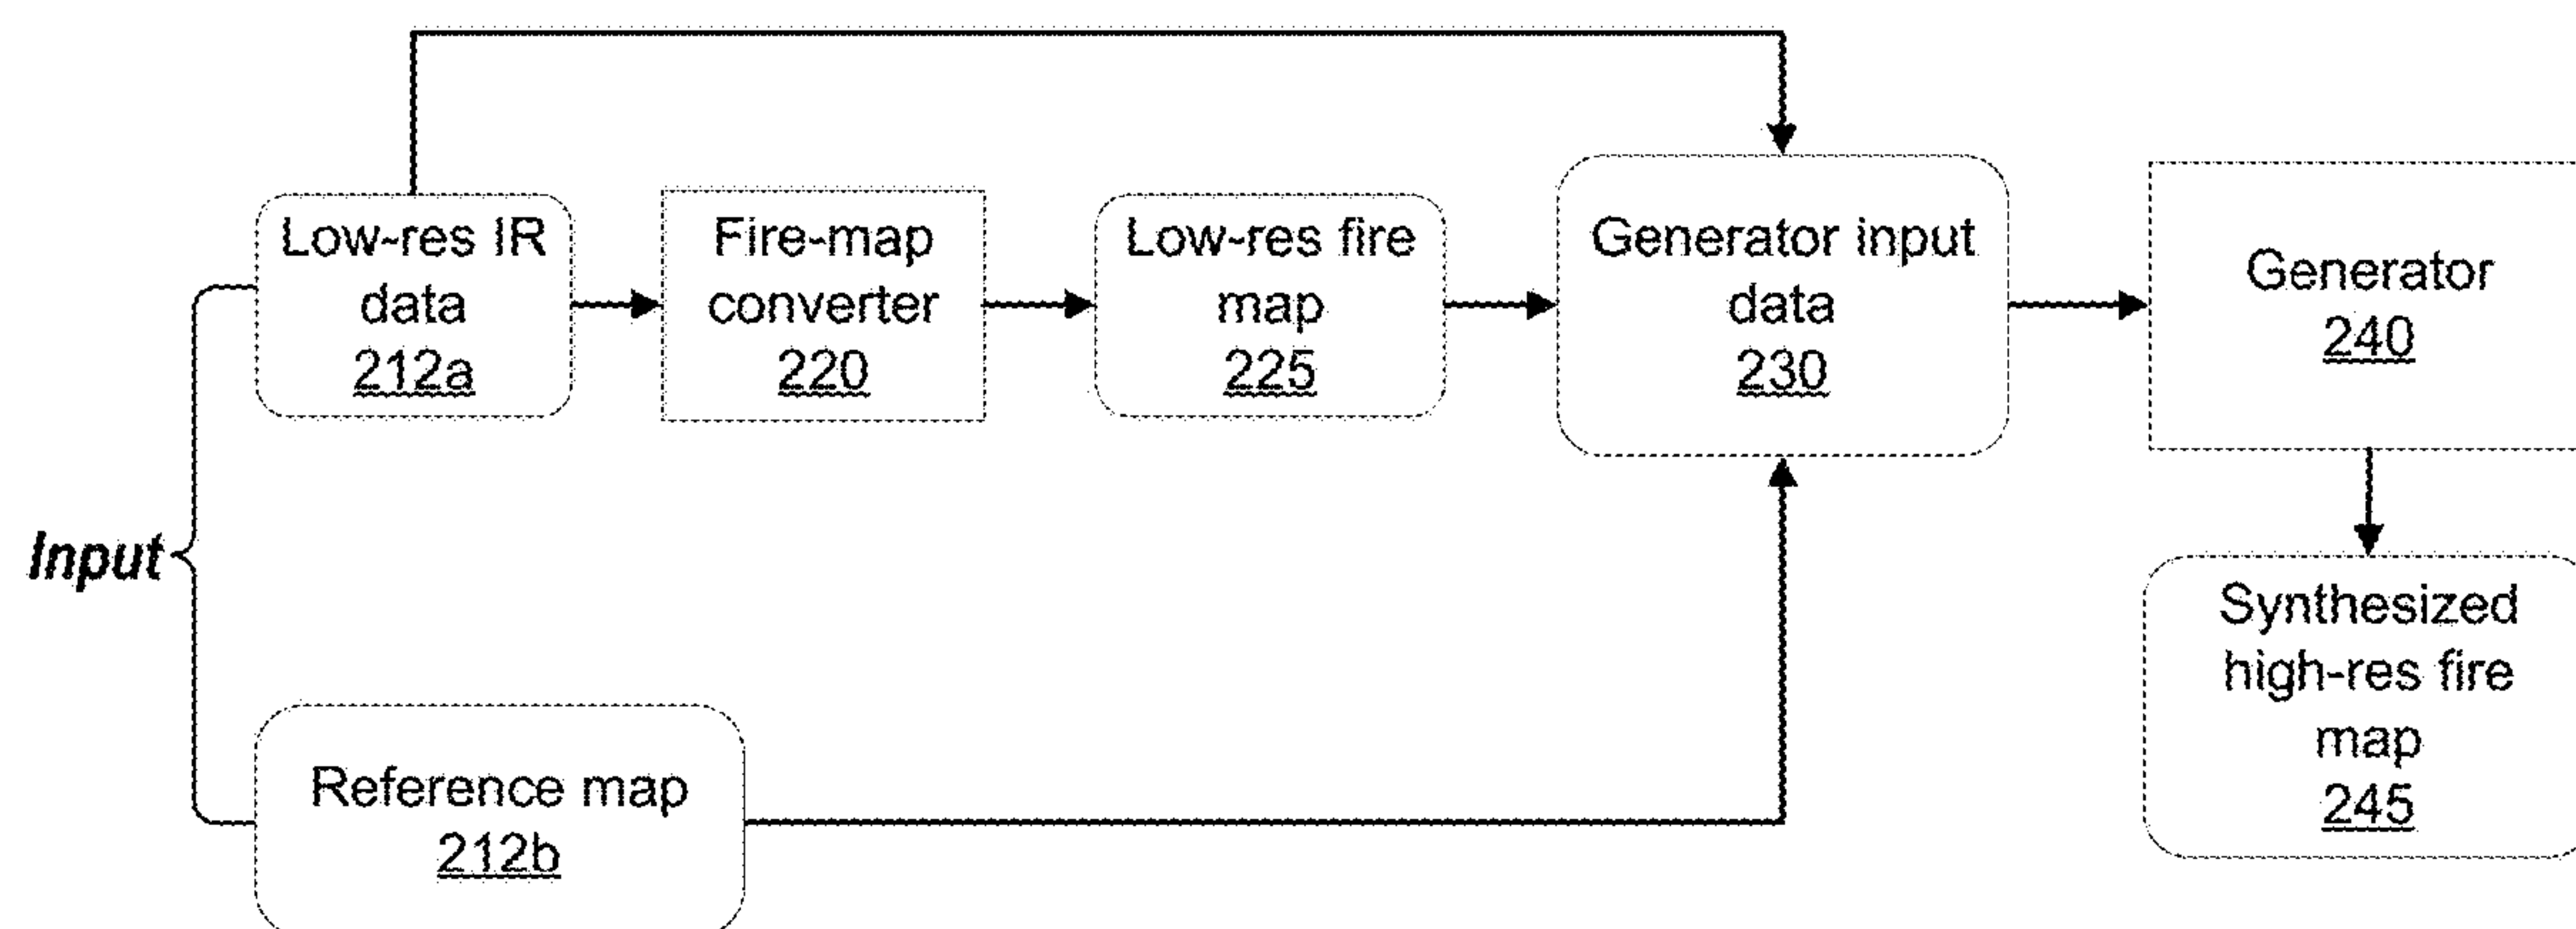 Low-res IR
data
212a
Fire-map
converter
220
Low-res fire
map
225
Generator input
data
230
Generator
240
Input
Synthesized
high-res fire
map
245
Reference map
212b